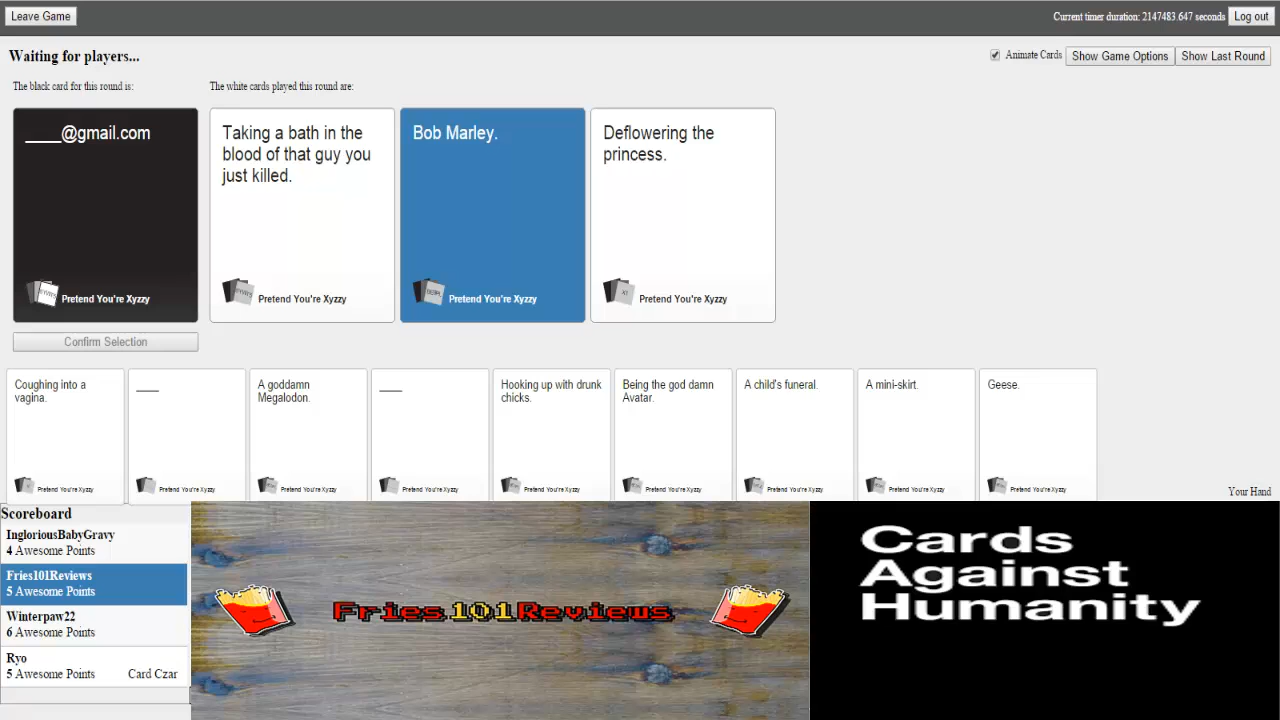 Leave Game
Current timer duration: 2147483.647 seconds
Log out
Waiting for players...
Animate Cards
Show Game Options
Show Last Round
The black card for this round is:
The white cards played this round are:
____@gmail.com
Pretend You're Xyzzy
Taking a bath in the
blood of that guy you
just killed.
Pretend You're Xyzzy
Bob Marley.
Pretend You're Xyzzy
Deflowering the
princess.
Pretend You're Xyzzy
Confirm Selection
Coughing into a
vagina.
Pretend You're Xyzzy
____
Pretend You're Xyzzy
A goddamn
Megalodon.
Pretend You're Xyzzy
____
Pretend You're Xyzzy
Hooking up with drunk
chicks.
Pretend You're Xyzzy
Being the god damn
Avatar.
Pretend You're Xyzzy
A child's funeral.
Pretend You're Xyzzy
A mini-skirt.
Pretend You're Xyzzy
Geese.
Pretend You're Xyzzy
Your Hand
Scoreboard
IngloriousBabyGravy
4 Awesome Points
Fries101Reviews
5 Awesome Points
Winterpaw22
6 Awesome Points
Ryo
5 Awesome Points Card Czar
Fries101Reviews
Cards
Against
Humanity